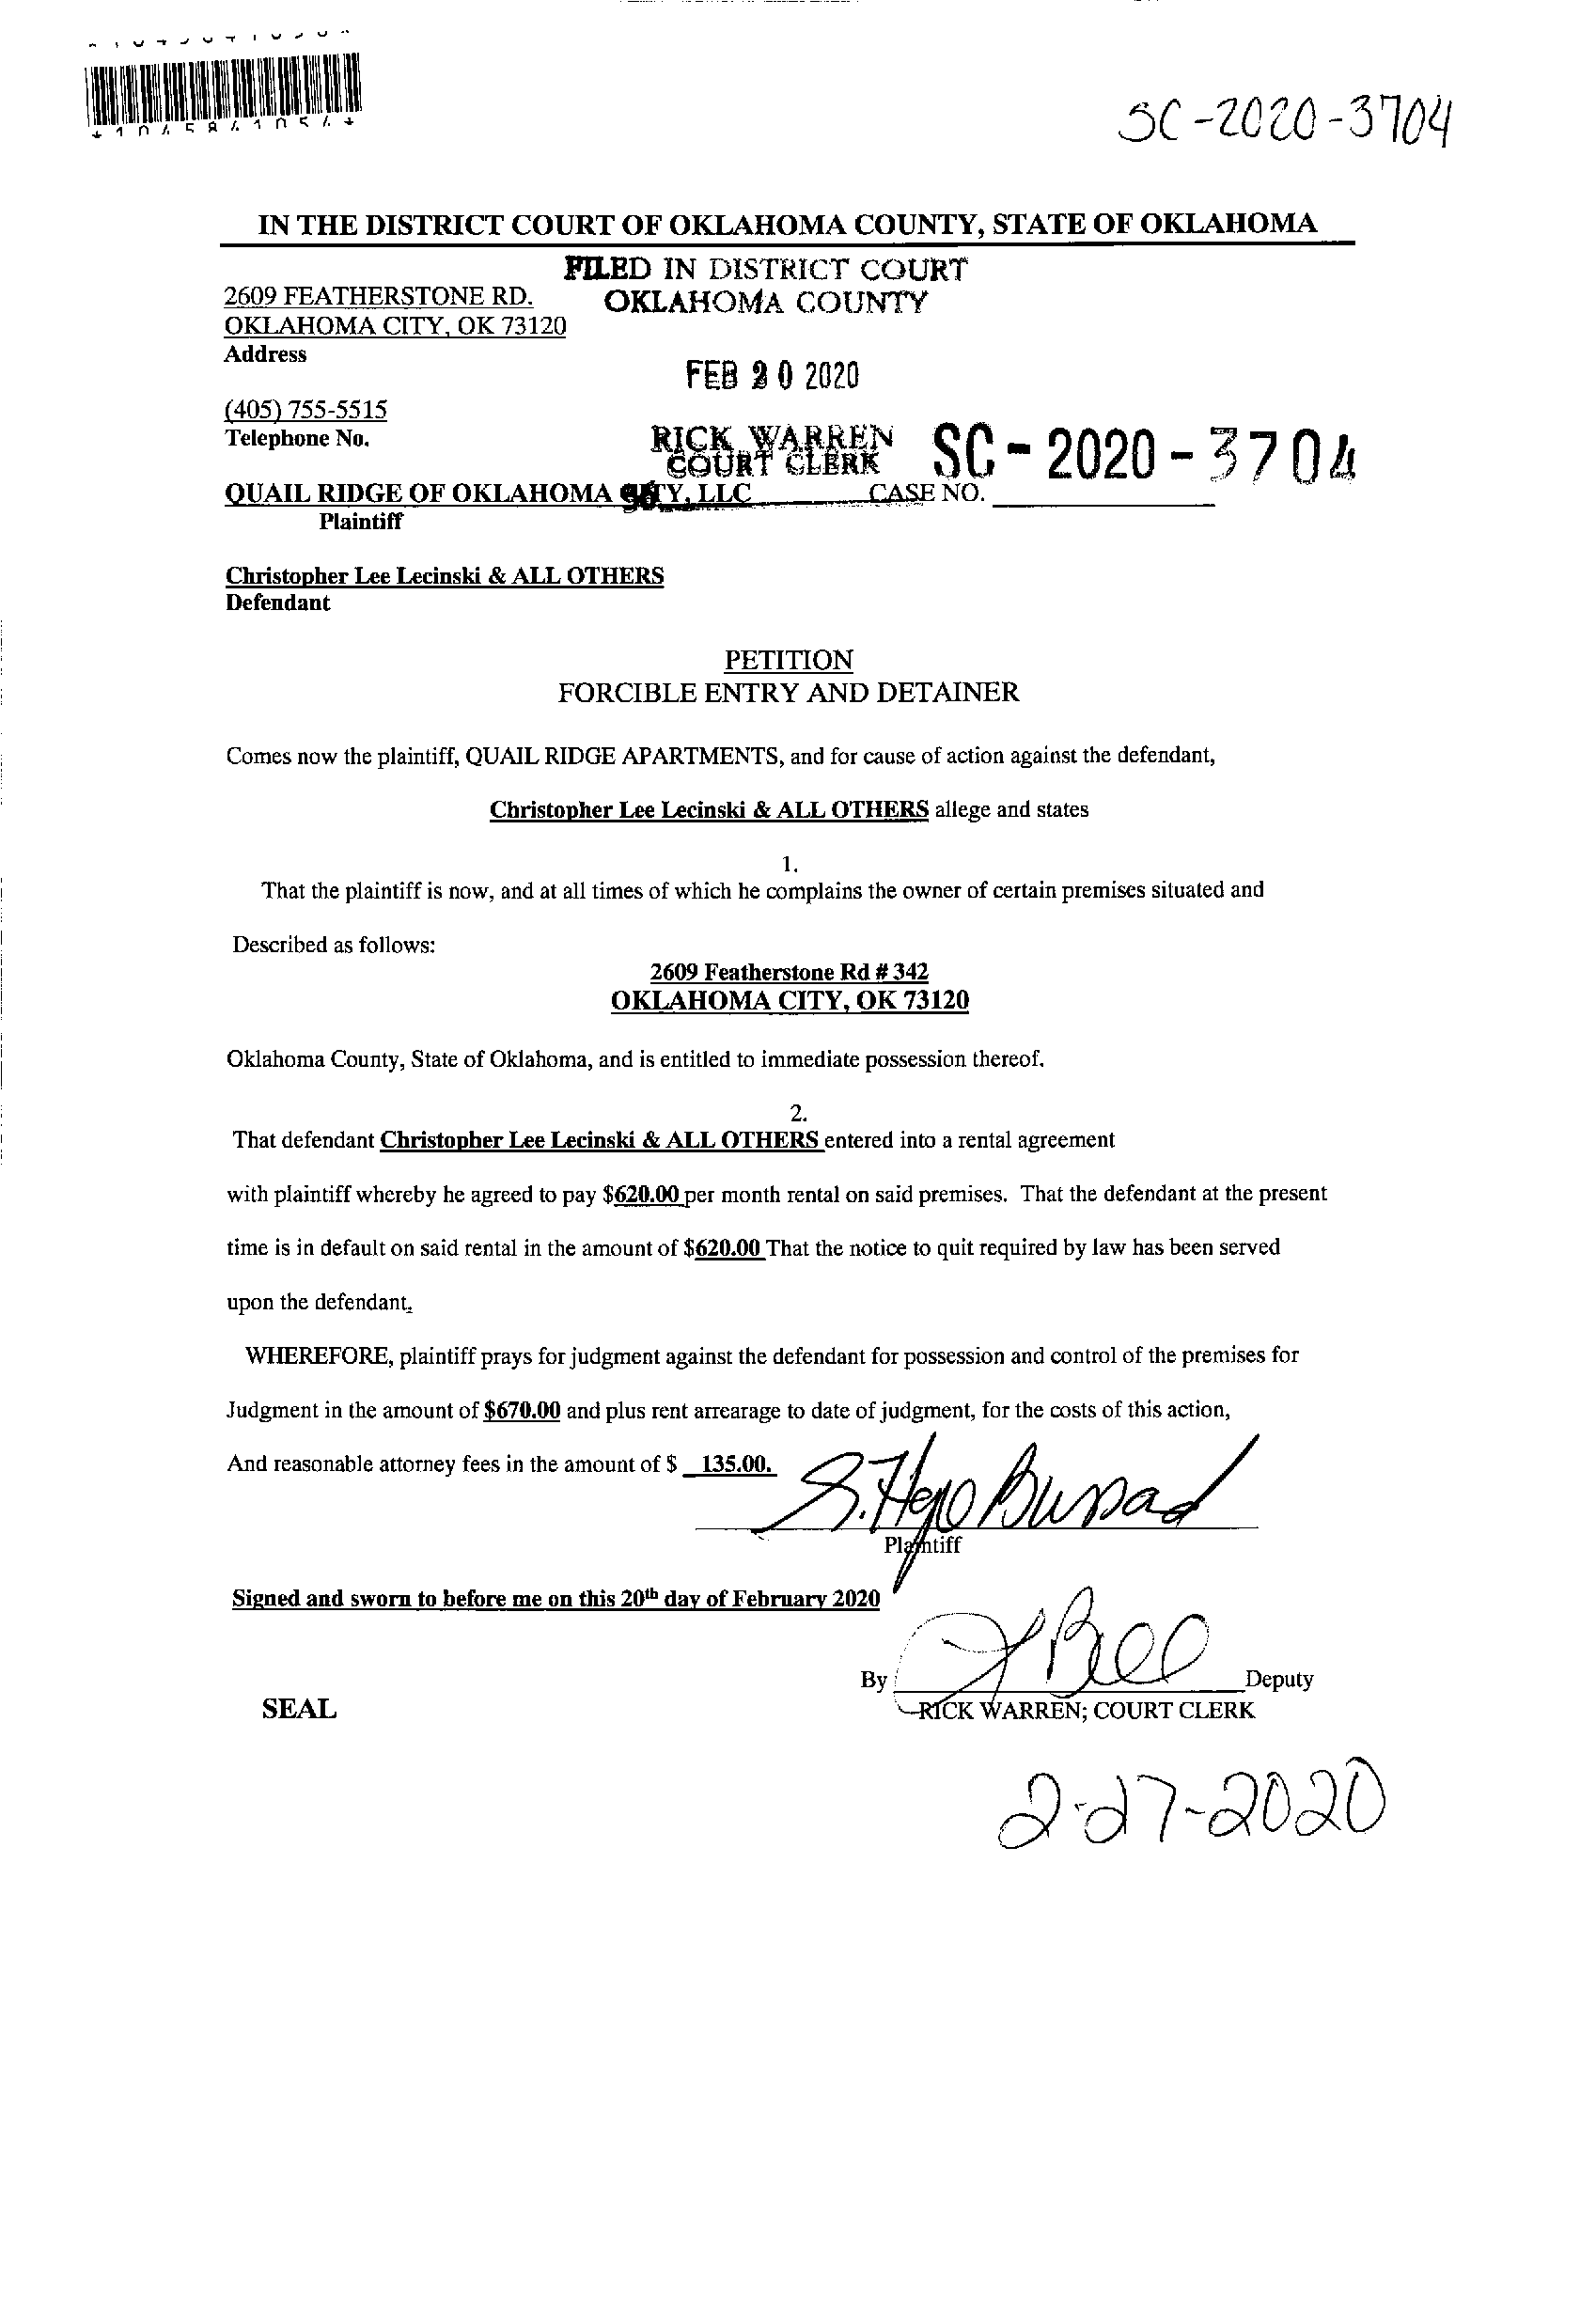 SC-2020-3704
IN THE DISTRICT COURT OF OKLAHOMA COUNTY, STATE OF OKLAHOMA
FILED IN DISTRICT COURT
OKLAHOMA COUNTY
2609 FEATHERSTONE RD.
OKLAHOMA CITY, OK 73120
Address
FEB 20 2020
(405) 755-5515
Telephone No.
RICK WARREN
COURT CLERK
SC - 2020 - 3704
QUAIL RIDGE OF OKLAHOMA CITY, LLC CASE NO.
Plaintiff
Christopher Lee Lecinski & ALL OTHERS
Defendant
PETITION
FORCIBLE ENTRY AND DETAINER
Comes now the plaintiff, QUAIL RIDGE APARTMENTS, and for cause of action against the defendant,
Christopher Lee Lecinski & ALL OTHERS allege and states
1.
That the plaintiff is now, and at all times of which he complains the owner of certain premises situated and
Described as follows:
2609 Featherstone Rd # 342
OKLAHOMA CITY, OK 73120
Oklahoma County, State of Oklahoma, and is entitled to immediate possession thereof.
2.
That defendant Christopher Lee Lecinski & ALL OTHERS entered into a rental agreement
with plaintiff whereby he agreed to pay $620.00 per month rental on said premises. That the defendant at the present
time is in default on said rental in the amount of $620.00 That the notice to quit required by law has been served
upon the defendant.
WHEREFORE, plaintiff prays for judgment against the defendant for possession and control of the premises for
Judgment in the amount of $670.00 and plus rent arrearage to date of judgment, for the costs of this action,
And reasonable attorney fees in the amount of $ 135.00.
Plaintiff
Signed and sworn to before me on this 20th day of February 2020
By Deputy
SEAL
RICK WARREN; COURT CLERK
2-27-2020